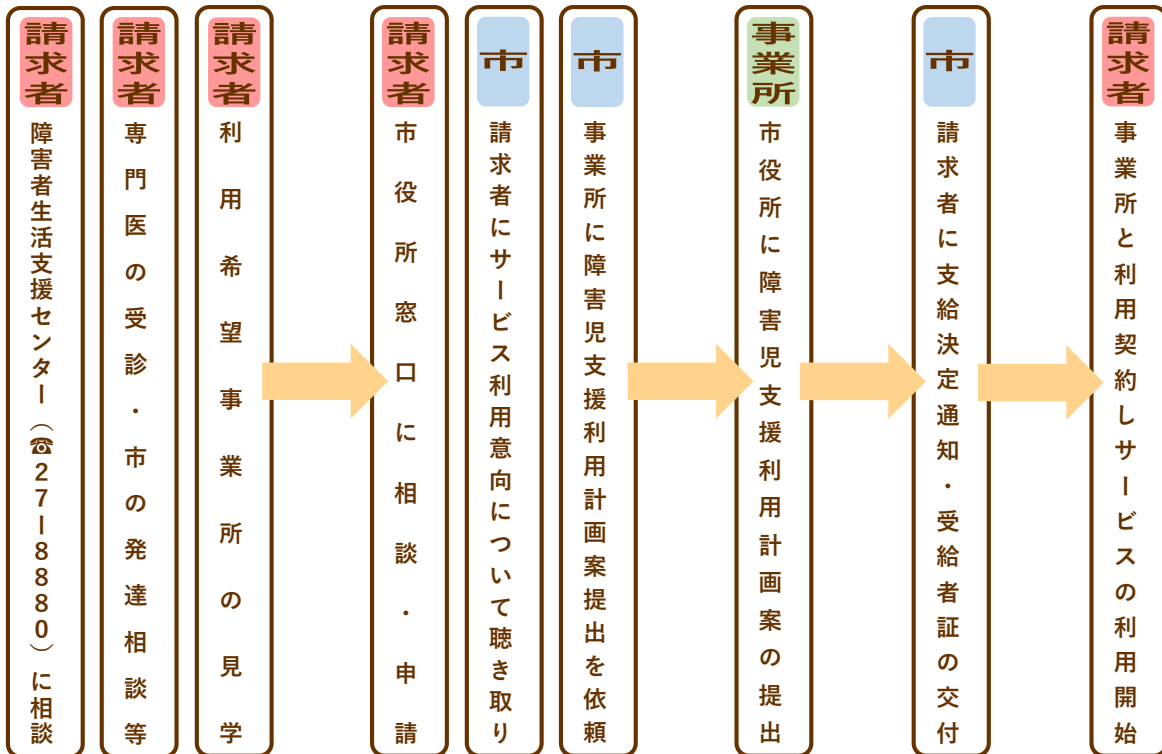 請求者
障害者生活支援センター（☎27ー8880）に相談
請求者
専門医の受診・市の発達相談等
請求者
利用希望事業所の見学
請求者
市役所窓口に相談・申請
市
請求者にサービス利用意向について聴き取り
市
事業所に障害児支援利用計画案提出を依頼
事業所
市役所に障害児支援利用計画案の提出
市
請求者に支給決定通知・受給者証の交付
請求者
事業所と利用契約しサービスの利用開始